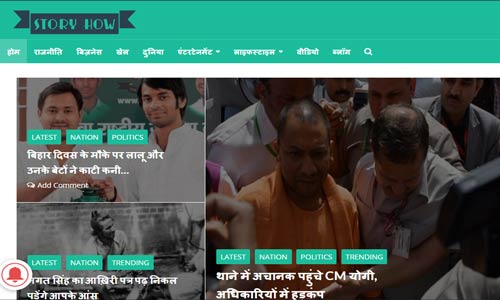 STORY HOW
होम राजनीति बिज़नेस खेल दुनिया एंटरटेनमेंट लाइफस्टाइल वीडियो ब्लॉग
LATEST NATION POLITICS
बिहार दिवस के मौके पर लालू और
उनके बेटों ने काटी कनी...
Add Comment
LATEST NATION TRENDING
भगत सिंह का आख़िरी पत्र पढ़ निकल
पड़ेगे आपके आंसू
LATEST NATION POLITICS TRENDING
थाने में अचानक पहुंचे CM योगी,
अधिकारियों में हड़कंप